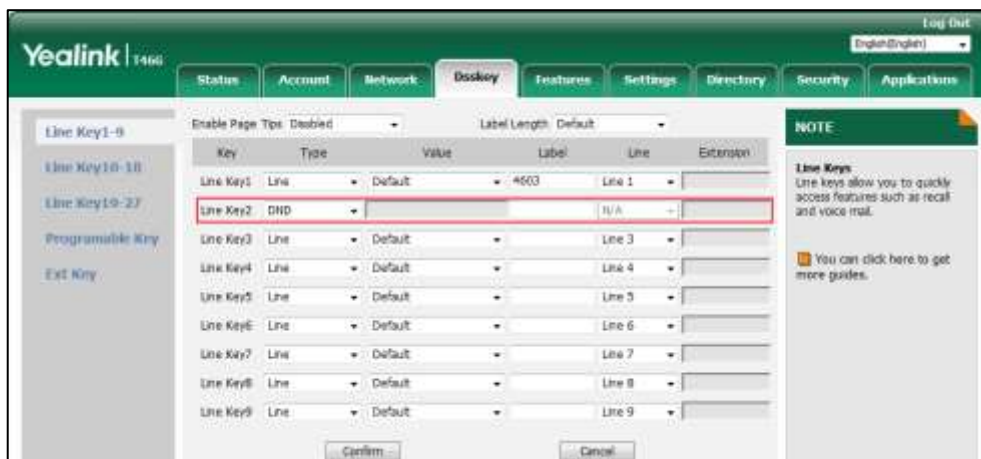 Log Out
Yealink T46G
English(English)
Status Account Network Dsskey Features Settings Directory Security Applications
Line Key1-9
Line Key10-18
Line Key19-27
Programable Key
Ext Key
Enable Page Tips Disabled Label Length Default
Key Type Value Label Line Extension
Line Key1 Line Default 4603 Line 1
Line Key2 DND N/A
Line Key3 Line Default Line 3
Line Key4 Line Default Line 4
Line Key5 Line Default Line 5
Line Key6 Line Default Line 6
Line Key7 Line Default Line 7
Line Key8 Line Default Line 8
Line Key9 Line Default Line 9
Confirm Cancel
NOTE
Line Keys
Line keys allow you to quickly
access features such as recall
and voice mail.
You can click here to get
more guides.